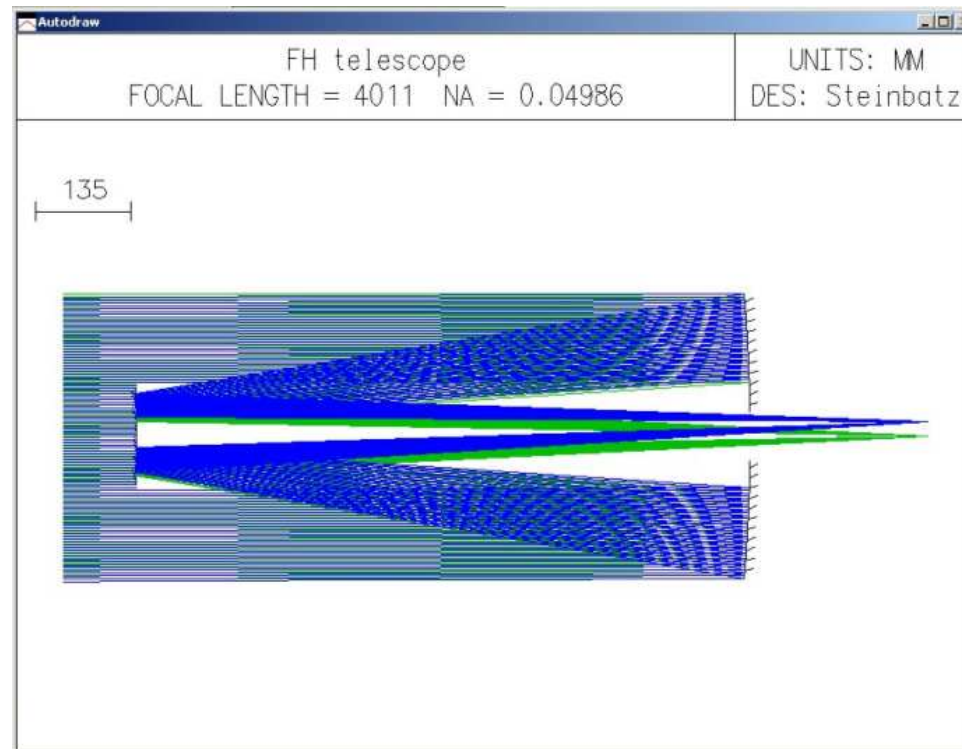 Autodraw
FH telescope
FOCAL LENGTH = 4011 NA = 0.04986
UNITS: MM
DES: Steinbatz
135